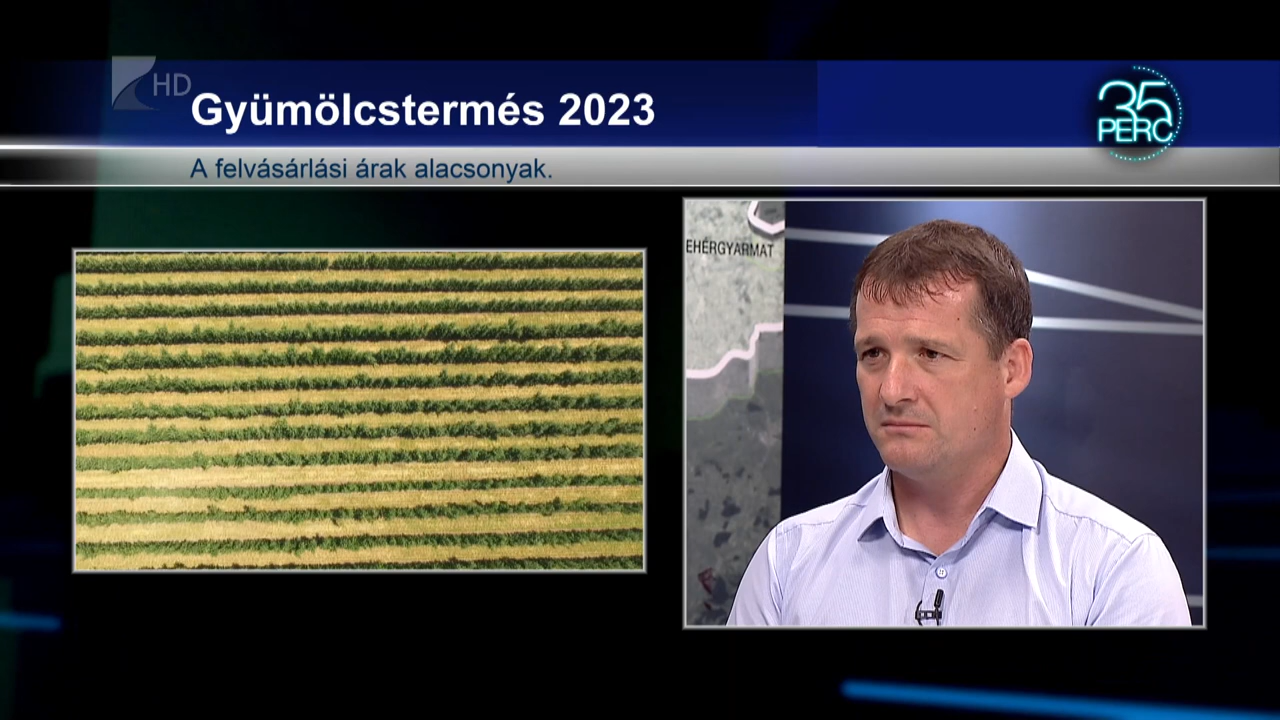 HD
Gyümölcstermés 2023
35
PERC
A felvásárlási árak alacsonyak.
EHÉRGYARMAT